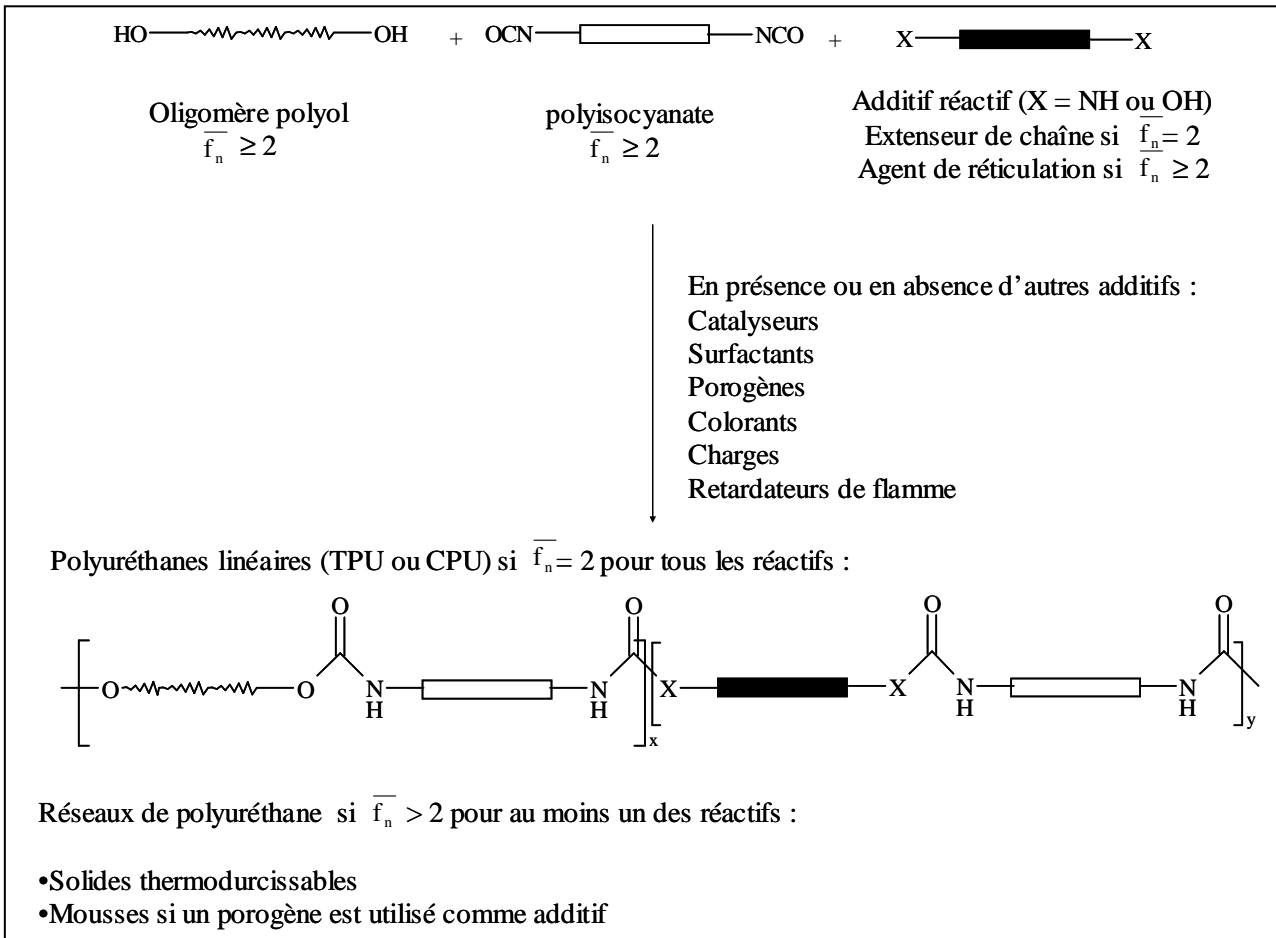 HO OH + OCN NCO + X X
Oligomère polyol
f̅n ≥ 2
polyisocyanate
f̅n ≥ 2
Additif réactif (X = NH ou OH)
Extenseur de chaîne si f̅n = 2
Agent de réticulation si f̅n ≥ 2
En présence ou en absence d'autres additifs :
Catalyseurs
Surfactants
Porogènes
Colorants
Charges
Retardateurs de flamme
Polyuréthanes linéaires (TPU ou CPU) si f̅n = 2 pour tous les réactifs :
O O O O
O O N N X X N N
H H H H
x y
Réseaux de polyuréthane si f̅n > 2 pour au moins un des réactifs :
•Solides thermodurcissables
•Mousses si un porogène est utilisé comme additif